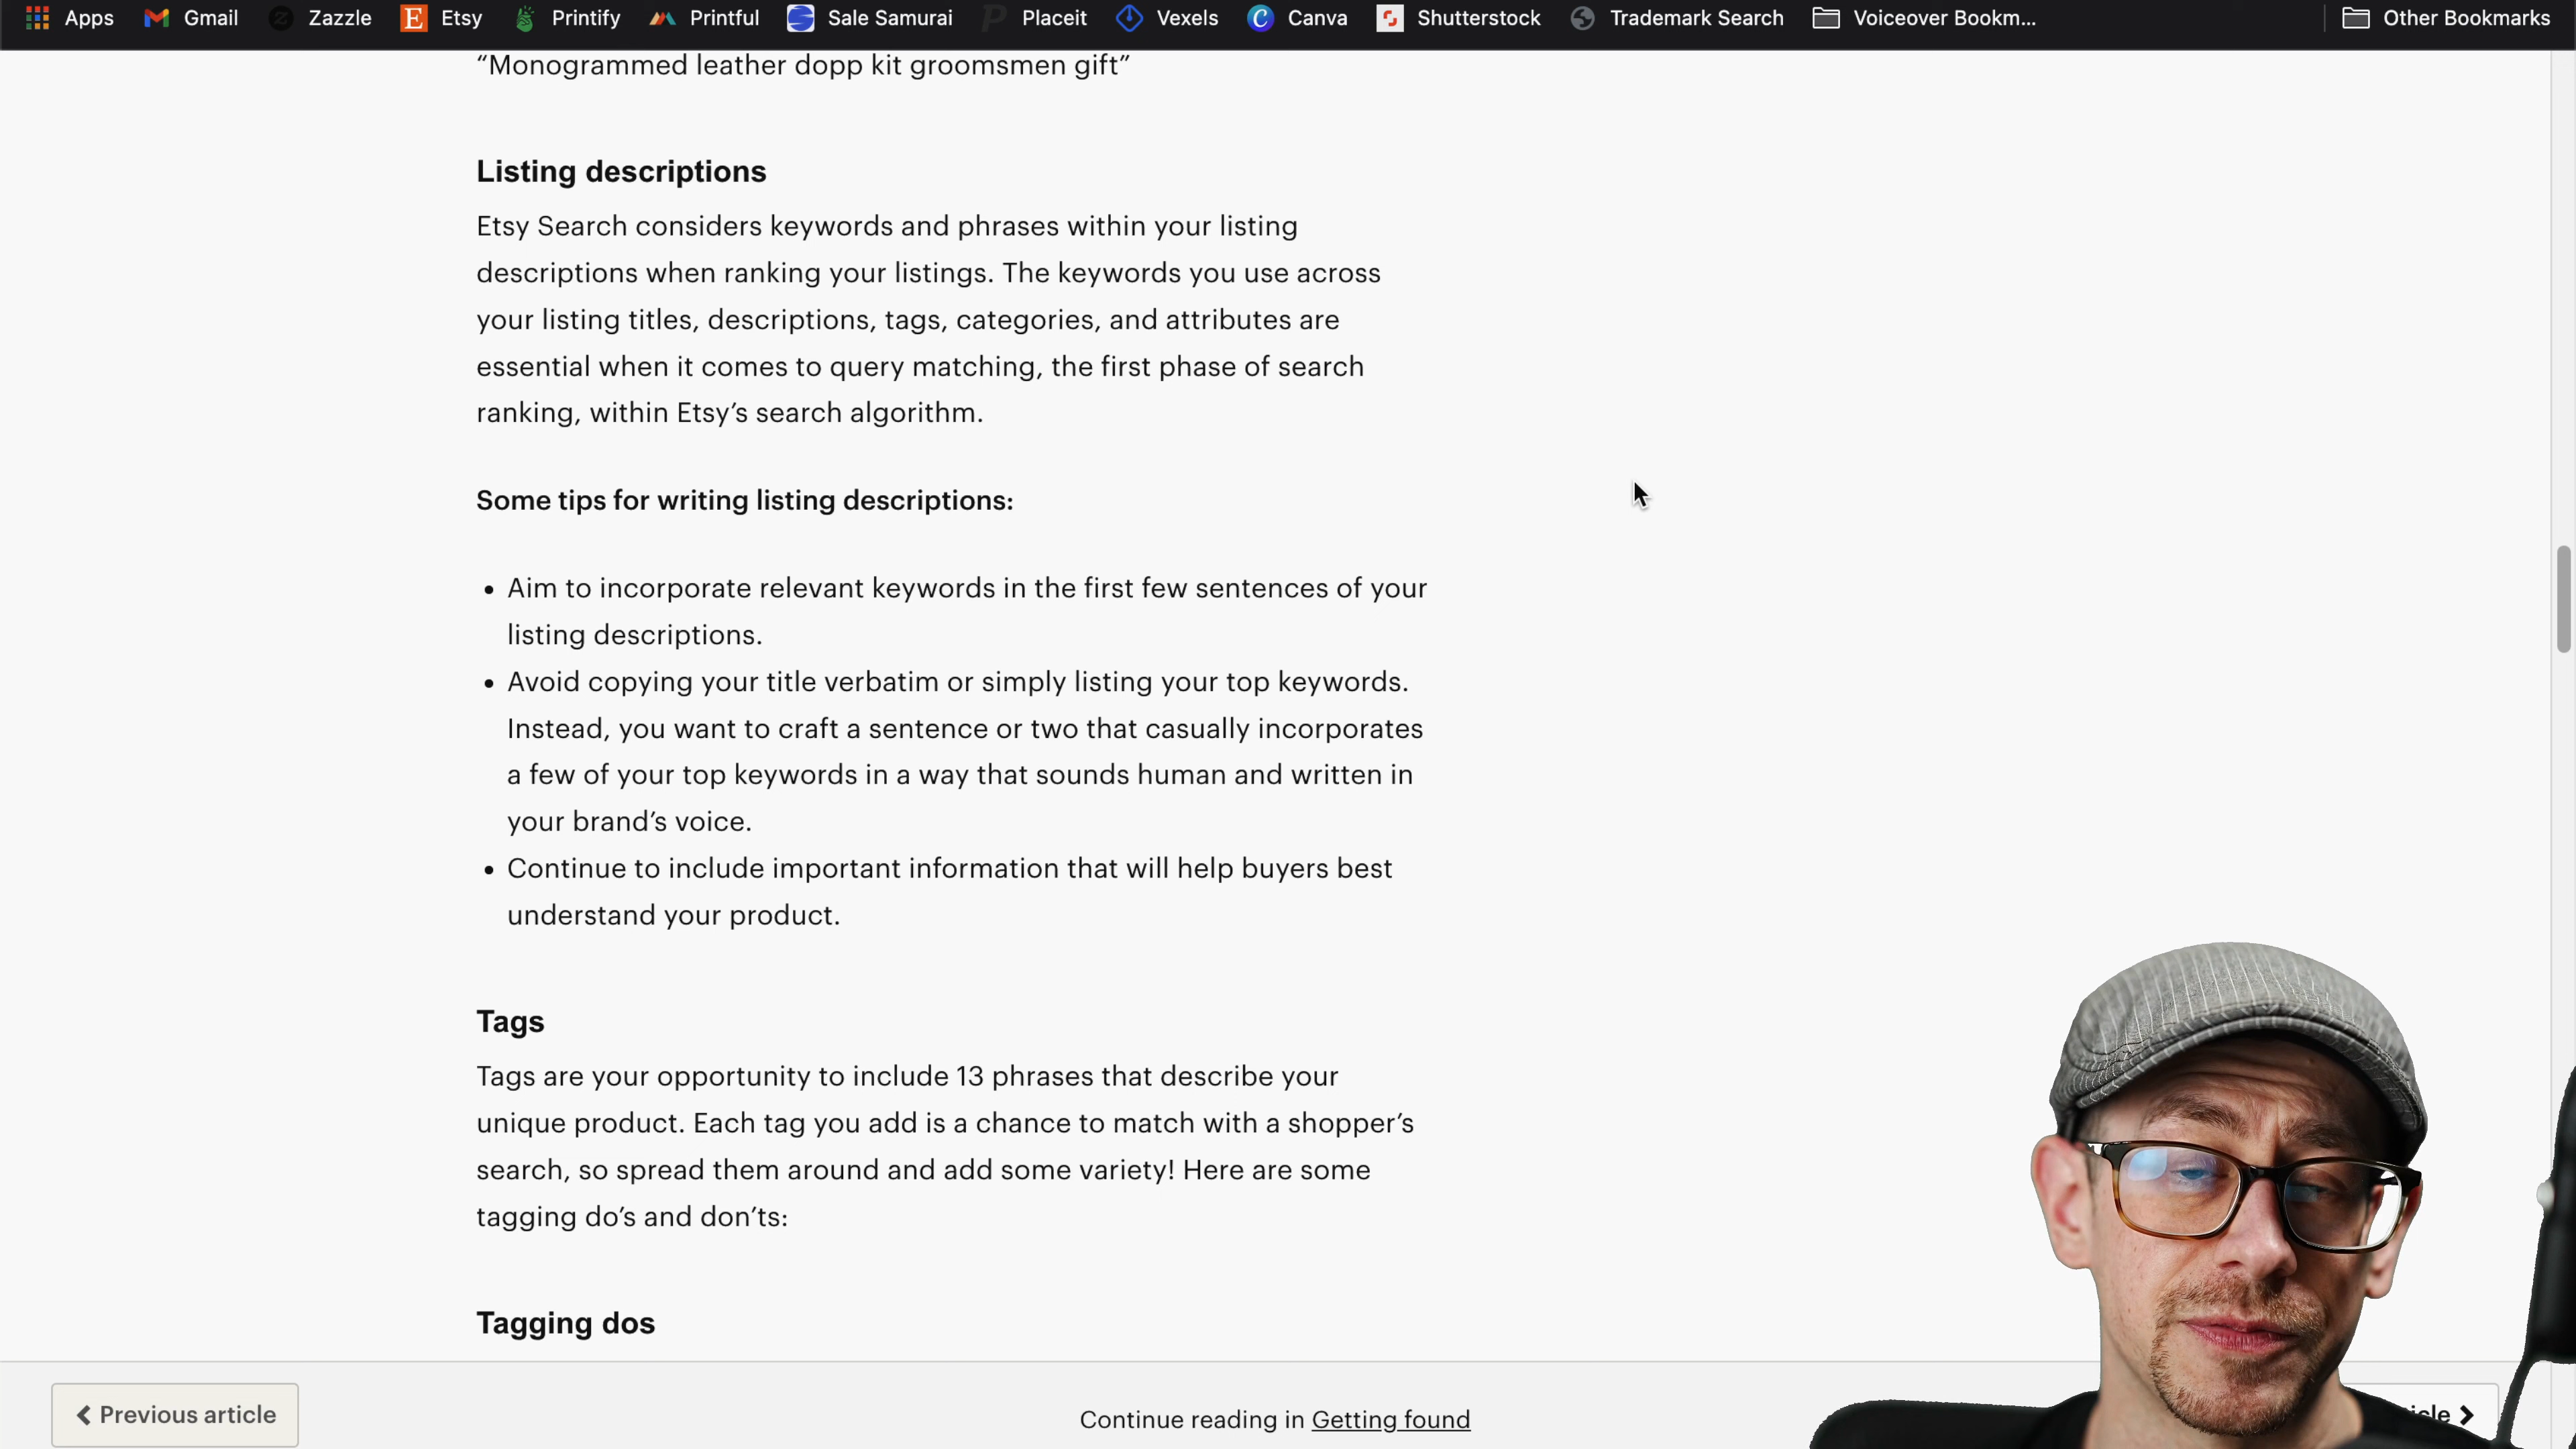 Apps Gmail Zazzle Etsy Printify Printful Sale Samurai Placeit Vexels Canva Shutterstock Trademark Search Voiceover Bookm... Other Bookmarks
“Monogrammed leather dopp kit groomsmen gift”
Listing descriptions
Etsy Search considers keywords and phrases within your listing
descriptions when ranking your listings. The keywords you use across
your listing titles, descriptions, tags, categories, and attributes are
essential when it comes to query matching, the first phase of search
ranking, within Etsy’s search algorithm.
Some tips for writing listing descriptions:
• Aim to incorporate relevant keywords in the first few sentences of your
listing descriptions.
• Avoid copying your title verbatim or simply listing your top keywords.
Instead, you want to craft a sentence or two that casually incorporates
a few of your top keywords in a way that sounds human and written in
your brand’s voice.
• Continue to include important information that will help buyers best
understand your product.
Tags
Tags are your opportunity to include 13 phrases that describe your
unique product. Each tag you add is a chance to match with a shopper’s
search, so spread them around and add some variety! Here are some
tagging do’s and don’ts:
Tagging dos
Previous article
Continue reading in Getting found